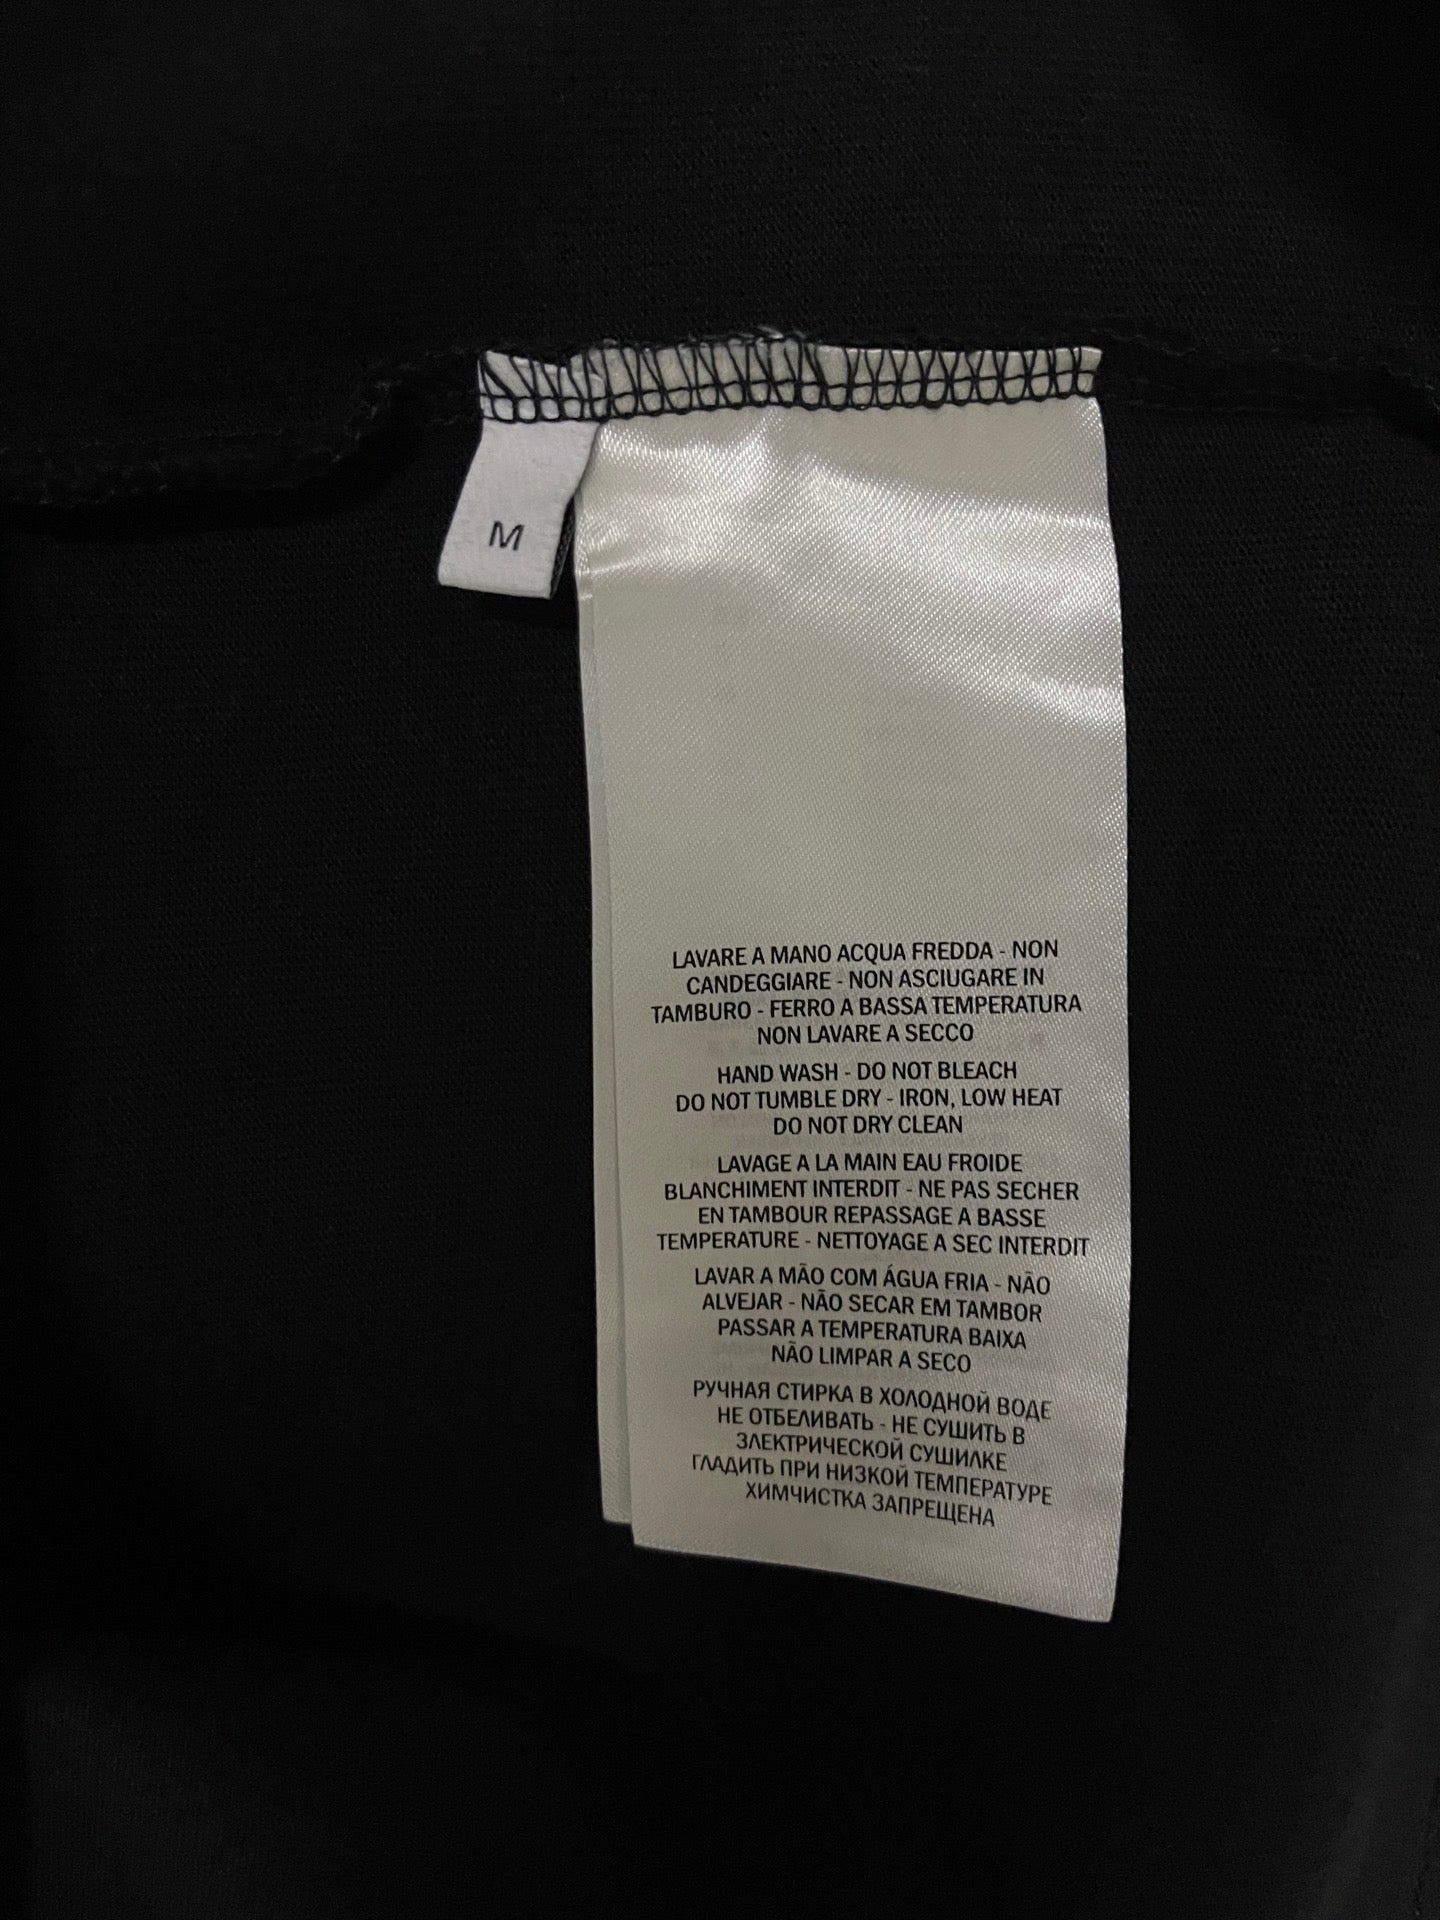 M
LAVARE A MANO ACQUA FREDDA - NON
CANDEGGIARE - NON ASCIUGARE IN
TAMBURO - FERRO A BASSA TEMPERATURA
NON LAVARE A SECCO
HAND WASH - DO NOT BLEACH
DO NOT TUMBLE DRY - IRON, LOW HEAT
DO NOT DRY CLEAN
LAVAGE A LA MAIN EAU FROIDE
BLANCHIMENT INTERDIT - NE PAS SECHER
EN TAMBOUR REPASSAGE A BASSE
TEMPERATURE - NETTOYAGE A SEC INTERDIT
LAVAR A MÃO COM ÁGUA FRIA - NÃO
ALVEJAR - NÃO SECAR EM TAMBOR
PASSAR A TEMPERATURA BAIXA
NÃO LIMPAR A SECO
РУЧНАЯ СТИРКА В ХОЛОДНОЙ ВОДЕ
НЕ ОТБЕЛИВАТЬ - НЕ СУШИТЬ В
ЗЛЕКТРИЧЕСКОЙ СУШИЛКЕ
ГЛАДИТЬ ПРИ НИЗКОЙ ТЕМПЕРАТУРЕ
ХИМЧИСТКА ЗАПРЕЩЕНА